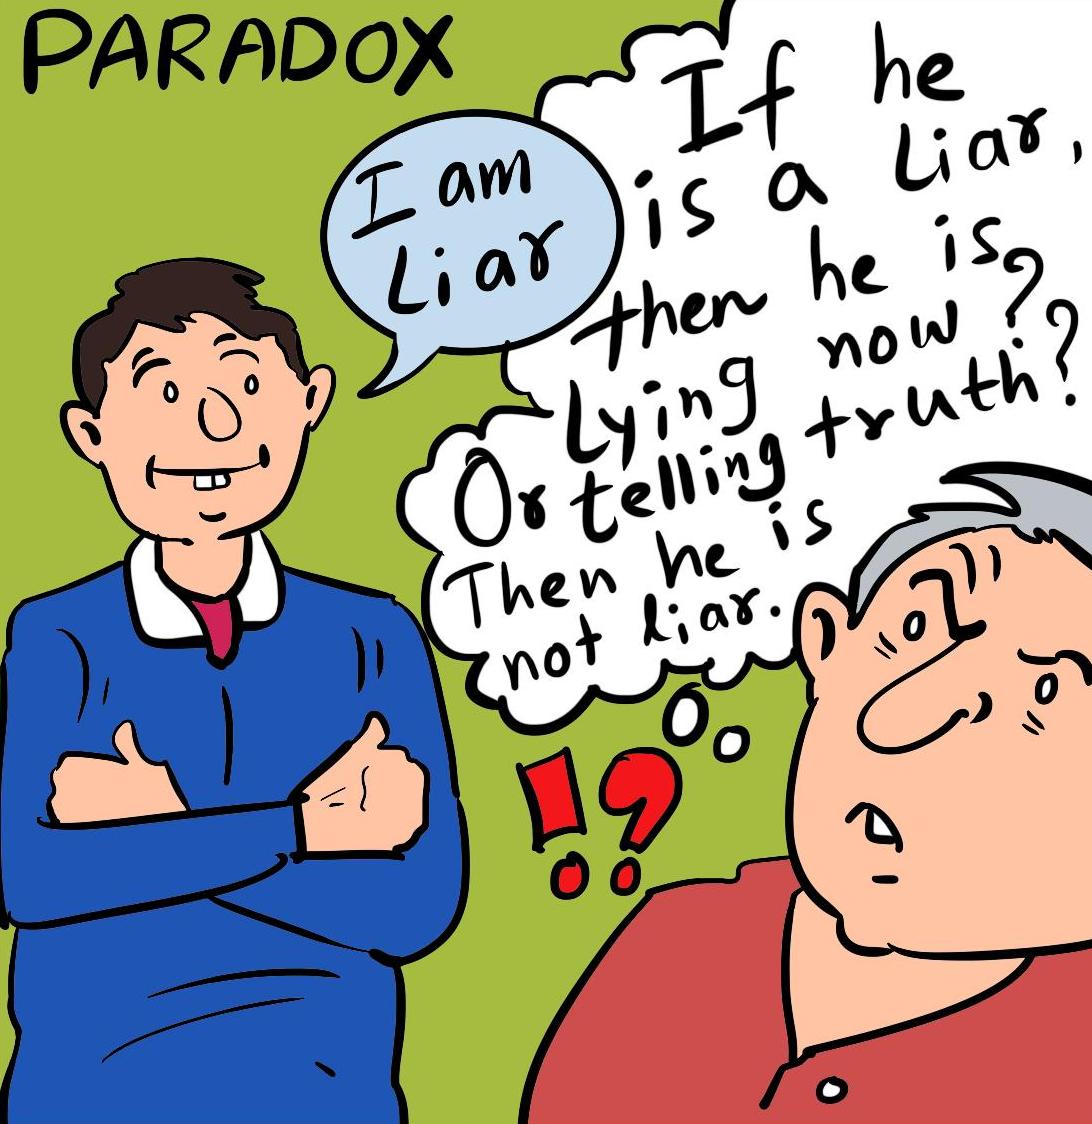 PARADOX
I am
Liar
If he
is a Liar,
then he is
Lying now ?
Or telling truth?
Then he is
not liar.
!?